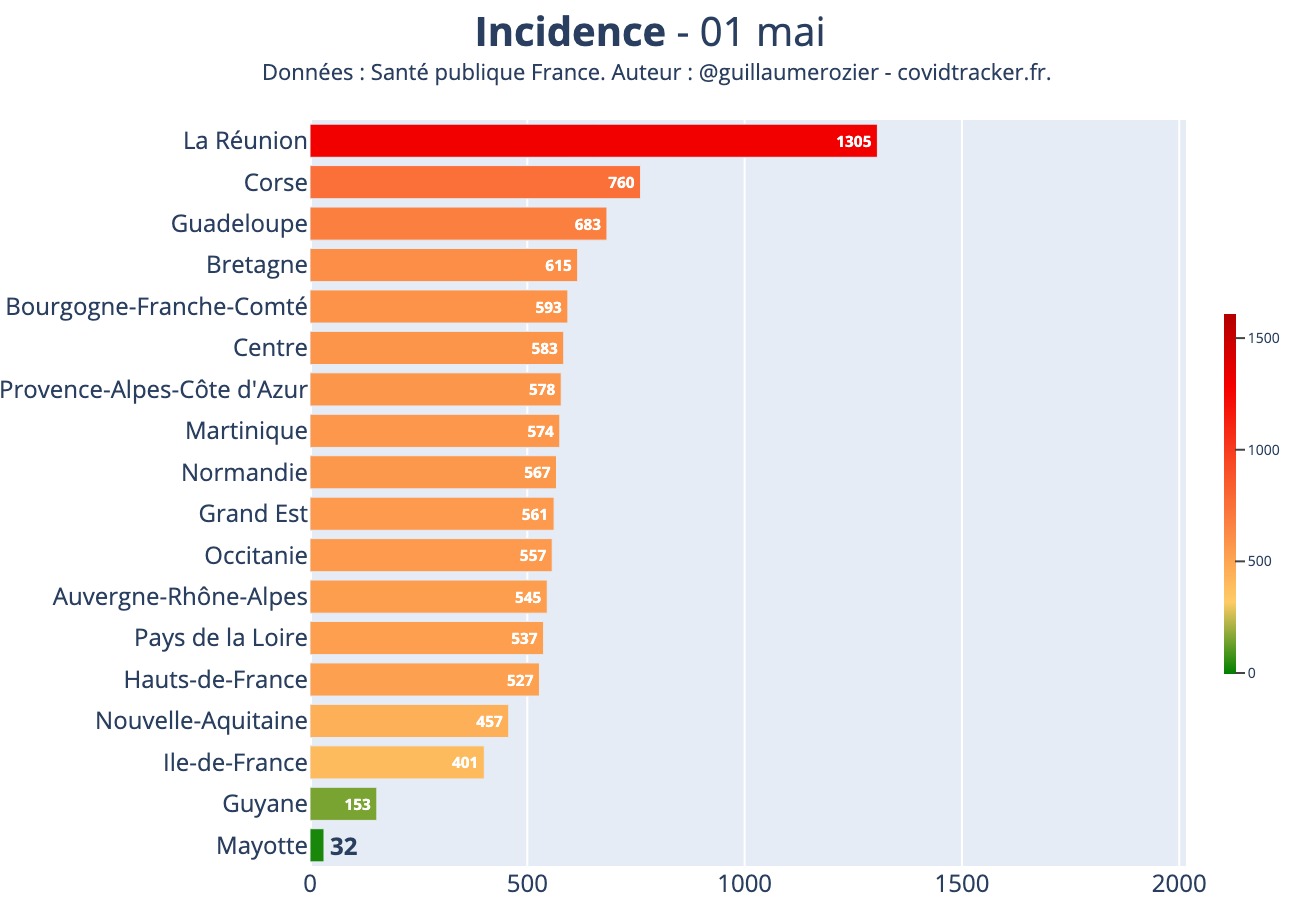 Incidence - 01 mai
Données : Santé publique France. Auteur : @guillaumerozier - covidtracker.fr.
La Réunion 1305
Corse 760
Guadeloupe 683
Bretagne 615
Bourgogne-Franche-Comté 593
Centre 583
Provence-Alpes-Côte d'Azur 578
Martinique 574
Normandie 567
Grand Est 561
Occitanie 557
Auvergne-Rhône-Alpes 545
Pays de la Loire 537
Hauts-de-France 527
Nouvelle-Aquitaine 457
Ile-de-France 401
Guyane 153
Mayotte 32
0 500 1000 1500 2000
1500
1000
500
0